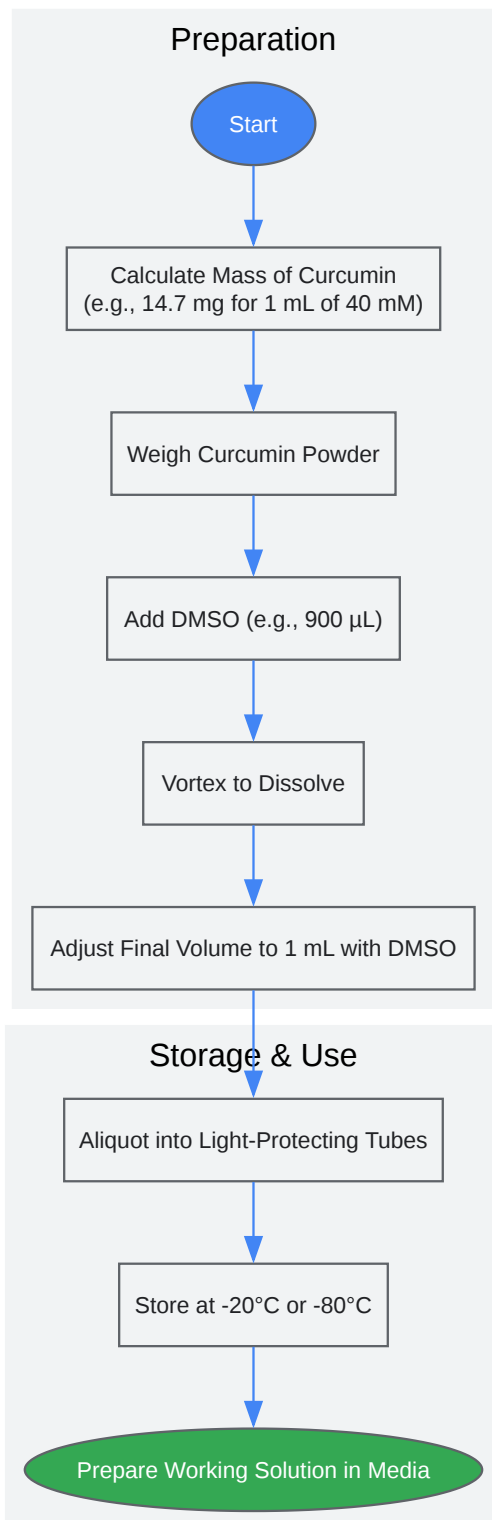 Preparation
Start
Calculate Mass of Curcumin
(e.g., 14.7 mg for 1 mL of 40 mM)
Weigh Curcumin Powder
Add DMSO (e.g., 900 µL)
Vortex to Dissolve
Adjust Final Volume to 1 mL with DMSO
Storage & Use
Aliquot into Light-Protecting Tubes
Store at -20°C or -80°C
Prepare Working Solution in Media